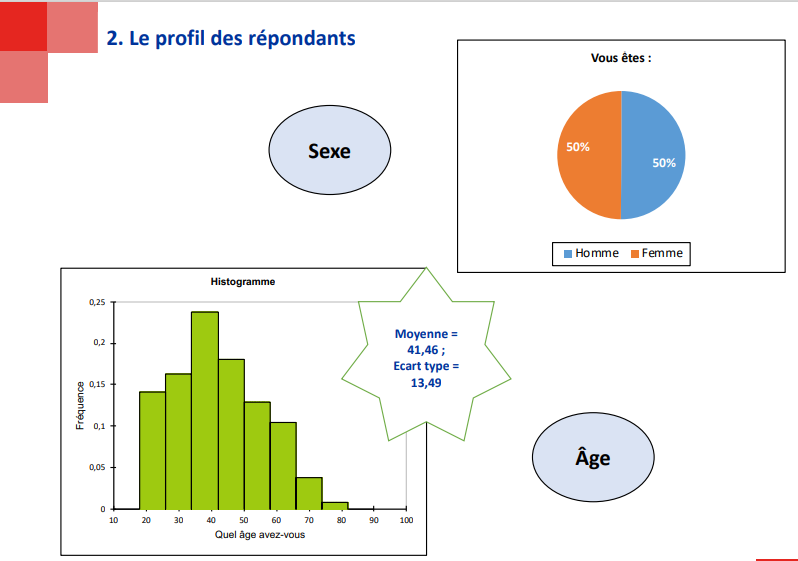 2. Le profil des répondants
Vous êtes :
Sexe
50%
50%
Homme Femme
Histogramme
Moyenne =
41,46 ;
Ecart type =
13,49
0,25
0,2
0,15
0,1
0,05
0
Fréquence
10 20 30 40 50 60 70 80 90 100
Quel âge avez-vous
Âge